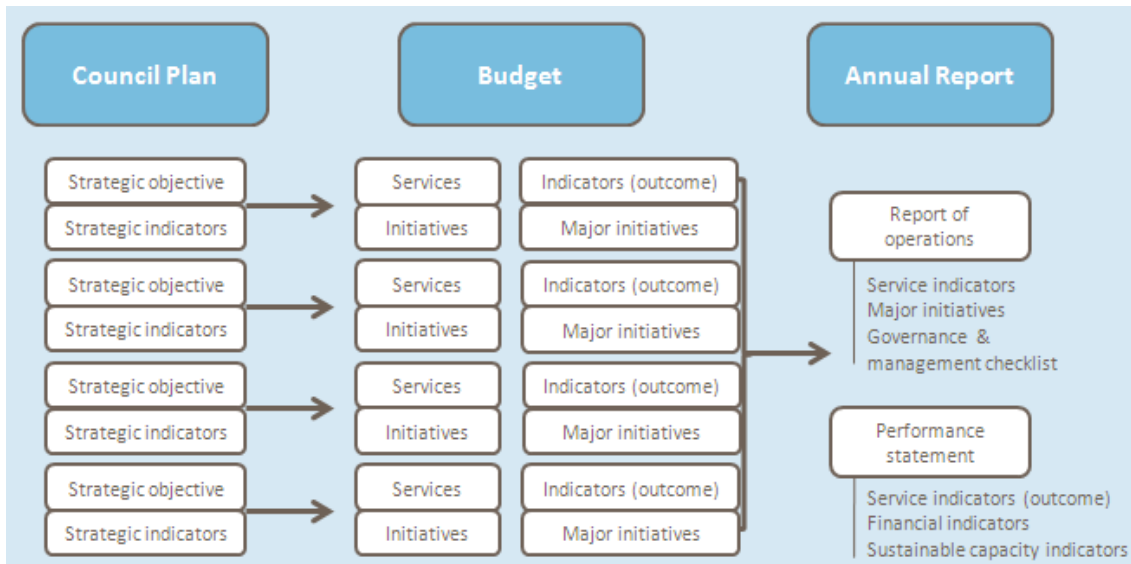 Council Plan
Budget
Annual Report
Strategic objective
Strategic indicators
Services
Initiatives
Indicators (outcome)
Major initiatives
Strategic objective
Strategic indicators
Services
Initiatives
Indicators (outcome)
Major initiatives
Strategic objective
Strategic indicators
Services
Initiatives
Indicators (outcome)
Major initiatives
Strategic objective
Strategic indicators
Services
Initiatives
Indicators (outcome)
Major initiatives
Report of
operations
Service indicators
Major initiatives
Governance &
management checklist
Performance
statement
Service indicators (outcome)
Financial indicators
Sustainable capacity indicators